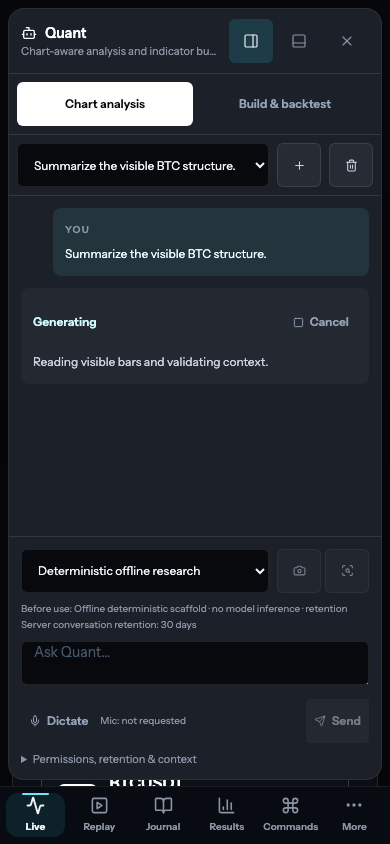 Quant
Chart-aware analysis and indicator bu...
Chart analysis
Build & backtest
Summarize the visible BTC structure.
YOU
Summarize the visible BTC structure.
Generating
Cancel
Reading visible bars and validating context.
Deterministic offline research
Before use: Offline deterministic scaffold · no model inference · retention
Server conversation retention: 30 days
Ask Quant...
Dictate
Mic: not requested
Send
Permissions, retention & context
BTCUSDT
Live
Replay
Journal
Results
Commands
More